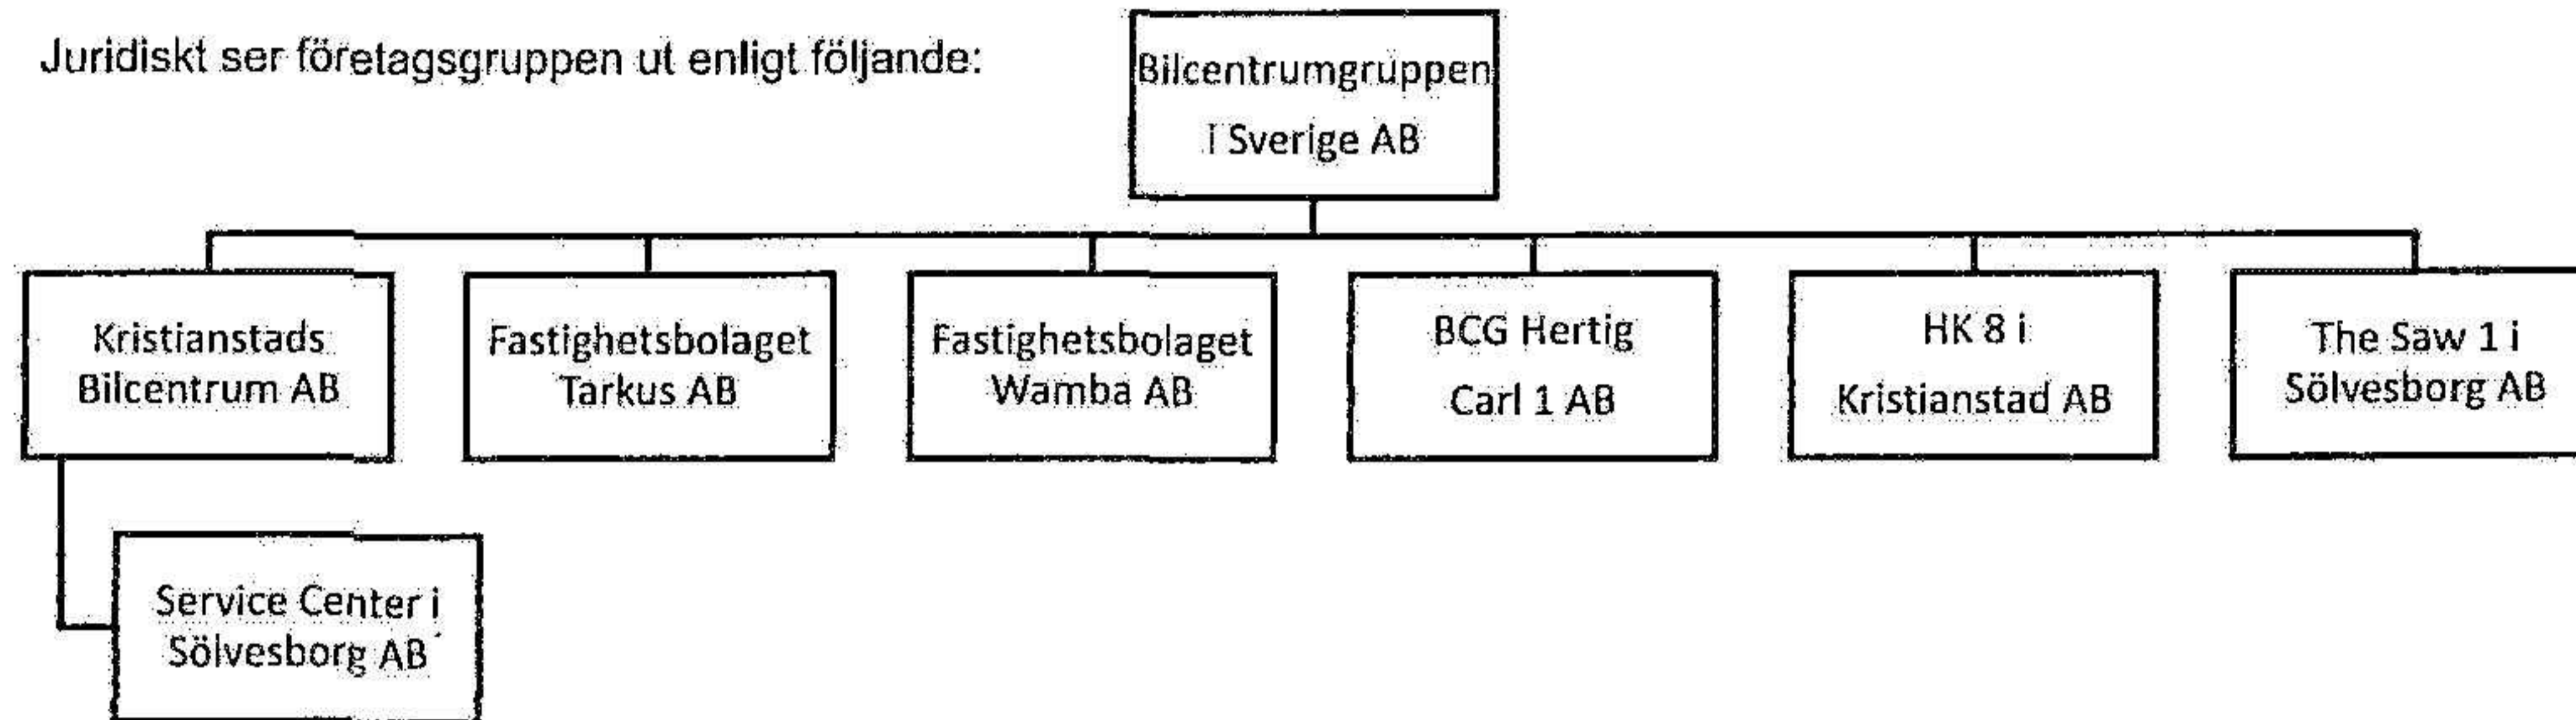 Juridiskt ser företagsgruppen ut enligt följande:
Bilcentrumgruppen
i Sverige AB
Kristianstads
Bilcentrum AB
Fastighetsbolaget
Tarkus AB
Fastighetsbolaget
Wamba AB
BCG Hertig
Carl 1 AB
HK 8 i
Kristianstad AB
The Saw 1 i
Sölvesborg AB
Service Center i
Sölvesborg AB